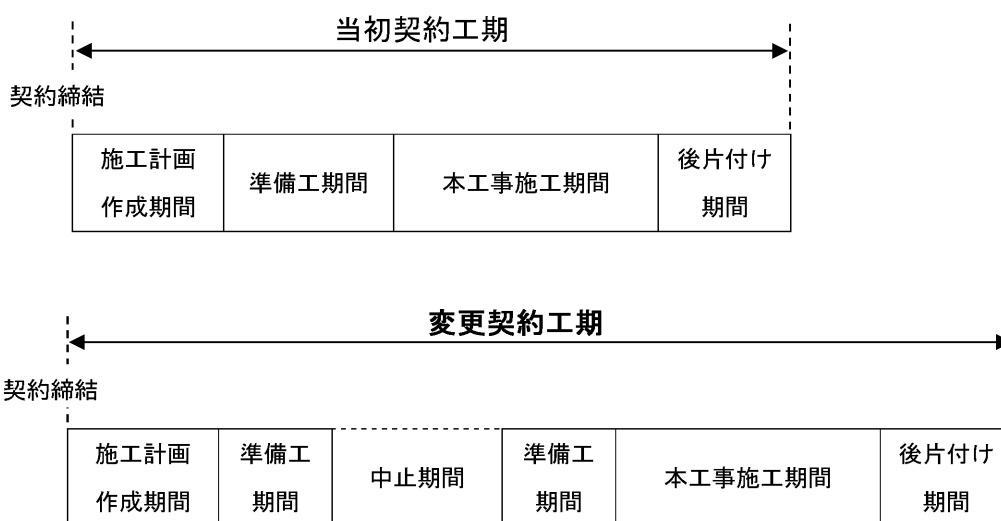 当初契約工期
契約締結
施工計画
作成期間
準備工期間
本工事施工期間
後片付け
期間
変更契約工期
契約締結
施工計画
作成期間
準備工
期間
中止期間
準備工
期間
本工事施工期間
後片付け
期間